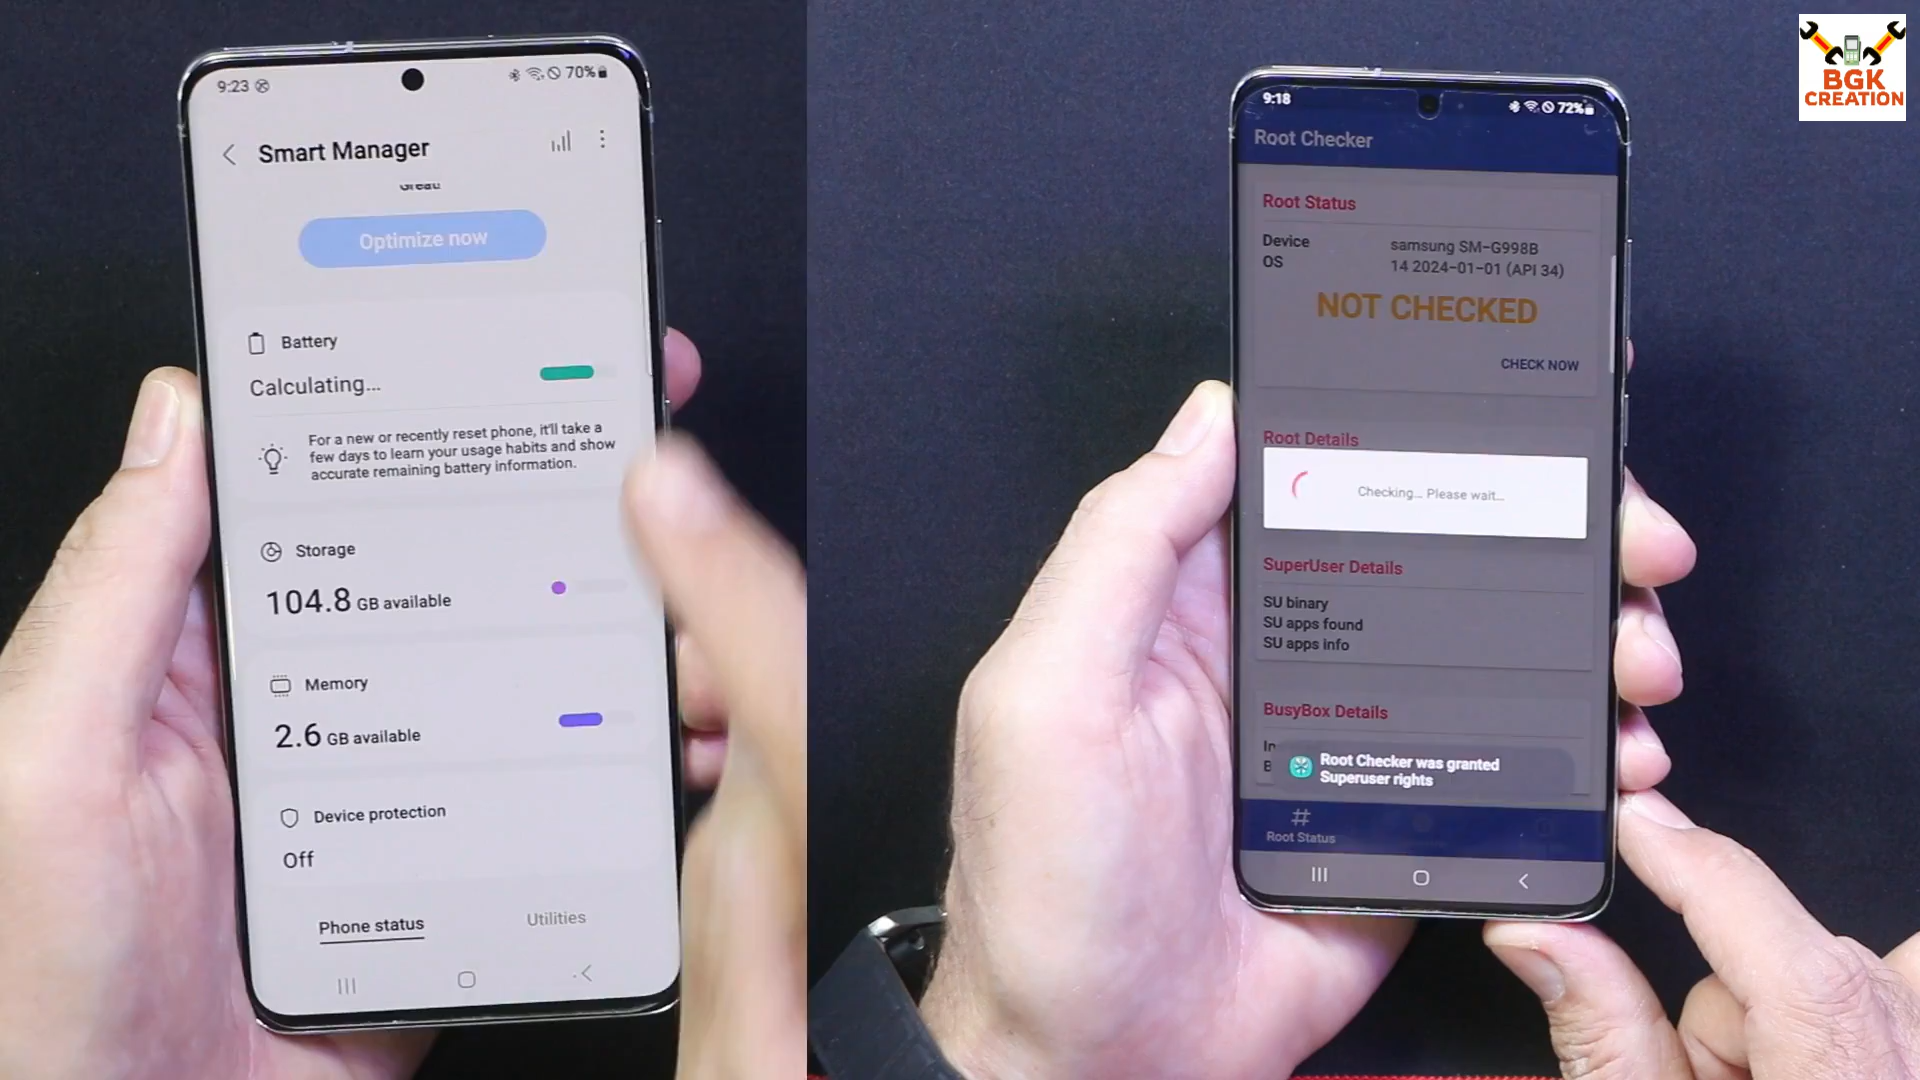 9:23
70%
Smart Manager
Optimize now
Battery
Calculating...
For a new or recently reset phone, it'll take a
few days to learn your usage habits and show
accurate remaining battery information.
Storage
104.8 GB available
Memory
2.6 GB available
Device protection
Off
Phone status
Utilities
9:18
72%
Root Checker
Root Status
Device samsung SM-G998B
OS 14 2024-01-01 (API 34)
NOT CHECKED
CHECK NOW
Root Details
Checking... Please wait...
SuperUser Details
SU binary
SU apps found
SU apps info
BusyBox Details
Root Checker was granted
Superuser rights
Root Status
BGK
CREATION